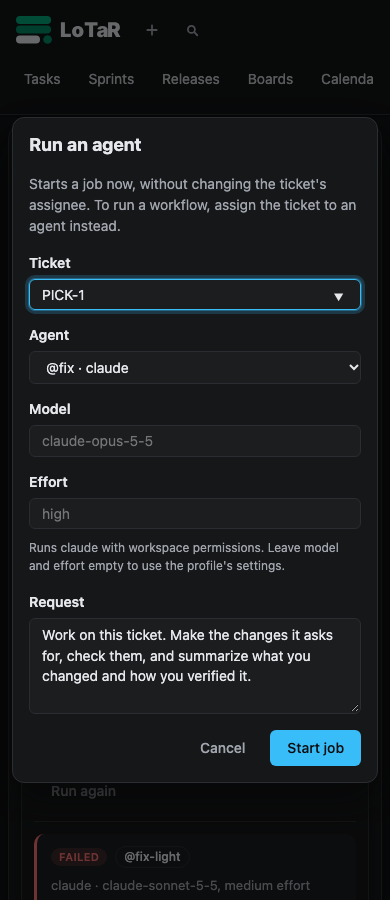 LoTaR
Tasks Sprints Releases Boards Calenda
Run an agent
Starts a job now, without changing the ticket's
assignee. To run a workflow, assign the ticket to an
agent instead.
Ticket
PICK-1
Agent
@fix · claude
Model
claude-opus-5-5
Effort
high
Runs claude with workspace permissions. Leave model
and effort empty to use the profile's settings.
Request
Work on this ticket. Make the changes it asks
for, check them, and summarize what you
changed and how you verified it.
Cancel Start job
Run again
FAILED @fix-light
claude · claude-sonnet-5-5, medium effort